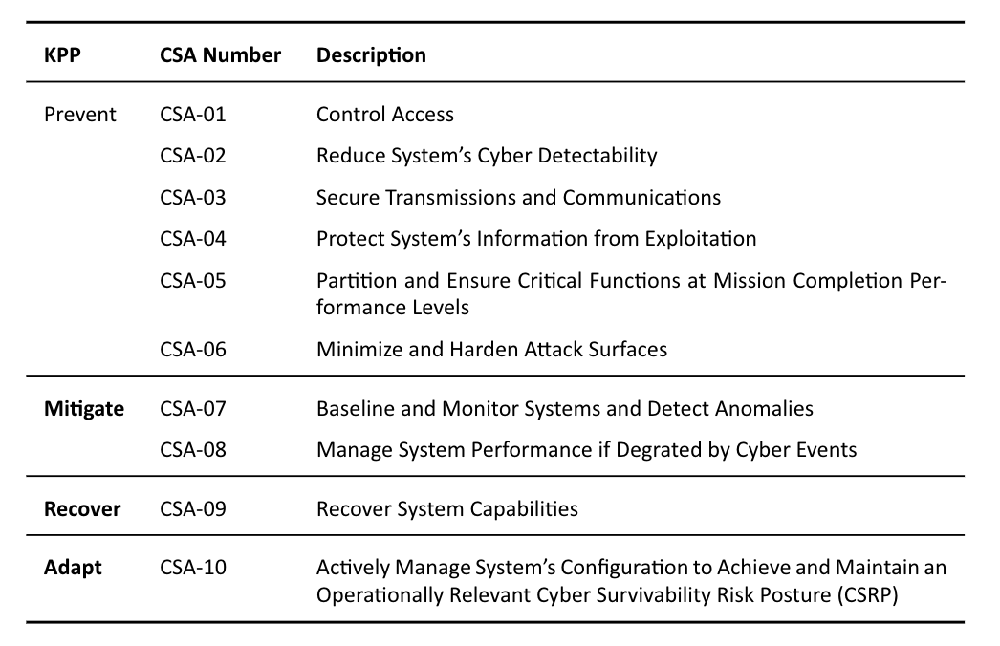 KPP CSA Number Description
Prevent CSA-01 Control Access
CSA-02 Reduce System’s Cyber Detectability
CSA-03 Secure Transmissions and Communications
CSA-04 Protect System’s Information from Exploitation
CSA-05 Partition and Ensure Critical Functions at Mission Completion Per-
formance Levels
CSA-06 Minimize and Harden Attack Surfaces
Mitigate CSA-07 Baseline and Monitor Systems and Detect Anomalies
CSA-08 Manage System Performance if Degrated by Cyber Events
Recover CSA-09 Recover System Capabilities
Adapt CSA-10 Actively Manage System’s Configuration to Achieve and Maintain an
Operationally Relevant Cyber Survivability Risk Posture (CSRP)